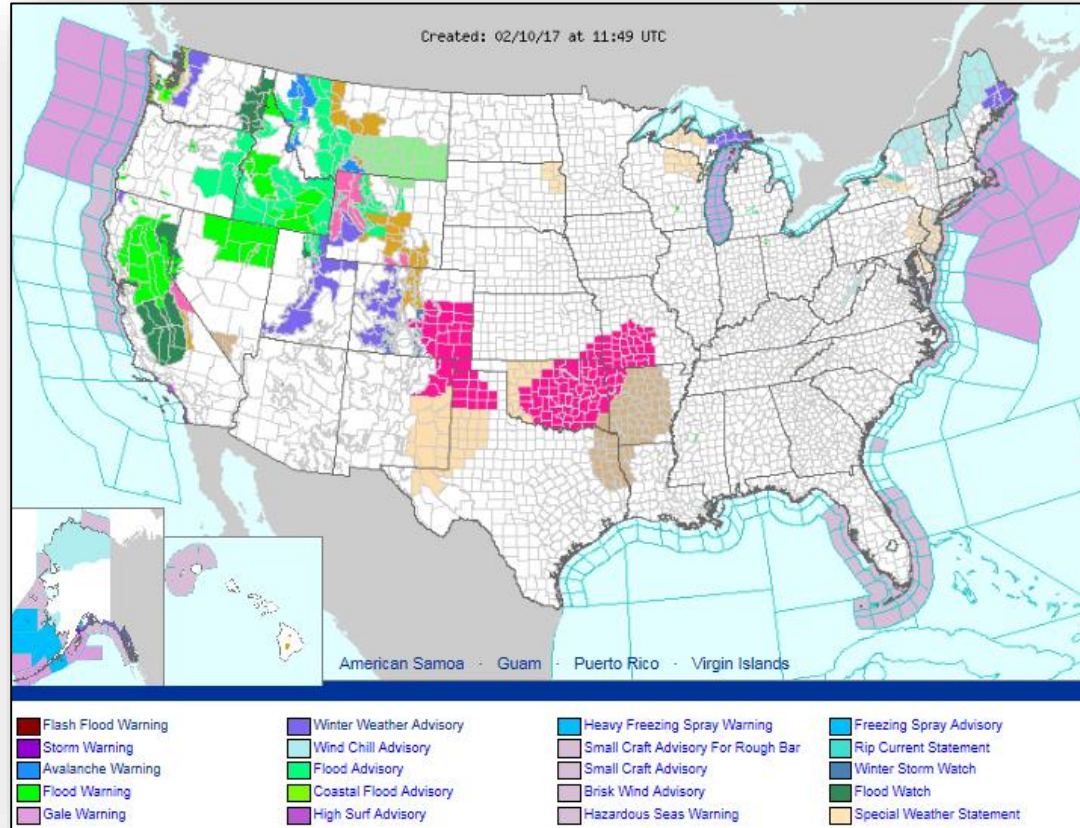 Created: 02/10/17 at 11:49 UTC
American Samoa · Guam · Puerto Rico · Virgin Islands
Flash Flood Warning
Storm Warning
Avalanche Warning
Flood Warning
Gale Warning
Winter Weather Advisory
Wind Chill Advisory
Flood Advisory
Coastal Flood Advisory
High Surf Advisory
Heavy Freezing Spray Warning
Small Craft Advisory For Rough Bar
Small Craft Advisory
Brisk Wind Advisory
Hazardous Seas Warning
Freezing Spray Advisory
Rip Current Statement
Winter Storm Watch
Flood Watch
Special Weather Statement